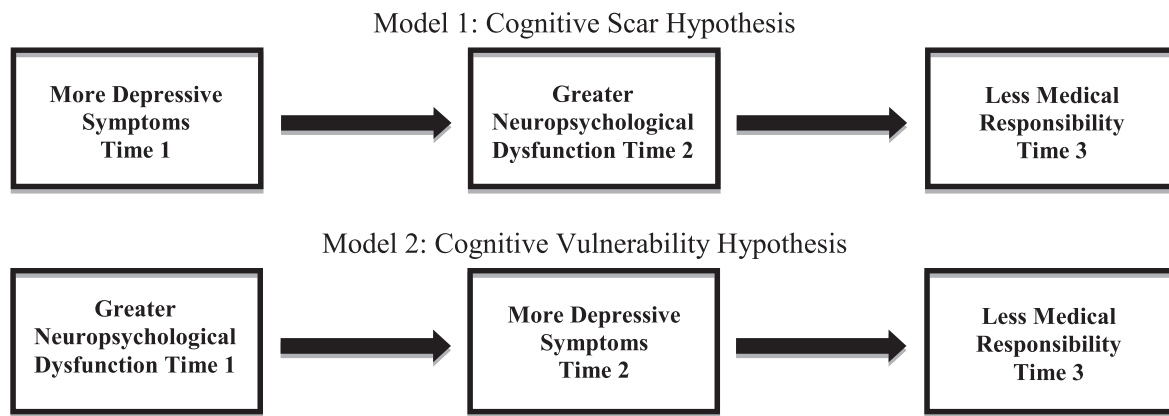 Model 1: Cognitive Scar Hypothesis
More Depressive
Symptoms
Time 1
Greater
Neuropsychological
Dysfunction Time 2
Less Medical
Responsibility
Time 3
Model 2: Cognitive Vulnerability Hypothesis
Greater
Neuropsychological
Dysfunction Time 1
More Depressive
Symptoms
Time 2
Less Medical
Responsibility
Time 3